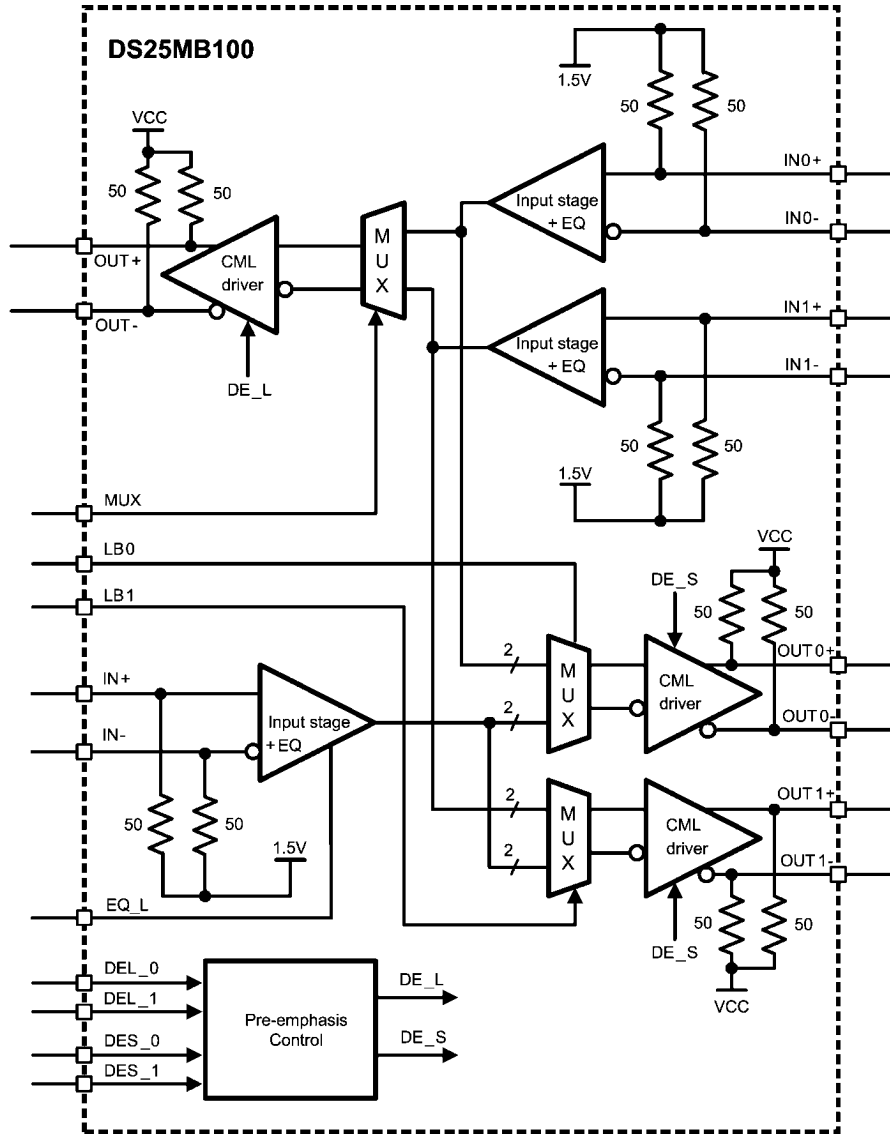 DS25MB100
1.5V
50
50
VCC
50
50
IN0+
IN0-
Input stage
+ EQ
MUX
CML
driver
OUT+
OUT-
DE_L
IN1+
IN1-
Input stage
+ EQ
50
50
1.5V
MUX
LB0
LB1
VCC
DE_S
50
50
2
2
MUX
CML
driver
OUT0+
OUT0-
IN+
IN-
Input stage
+ EQ
50
50
1.5V
2
2
MUX
CML
driver
OUT1+
OUT1-
DE_S
50
50
VCC
EQ_L
DEL_0
DEL_1
DES_0
DES_1
Pre-emphasis
Control
DE_L
DE_S